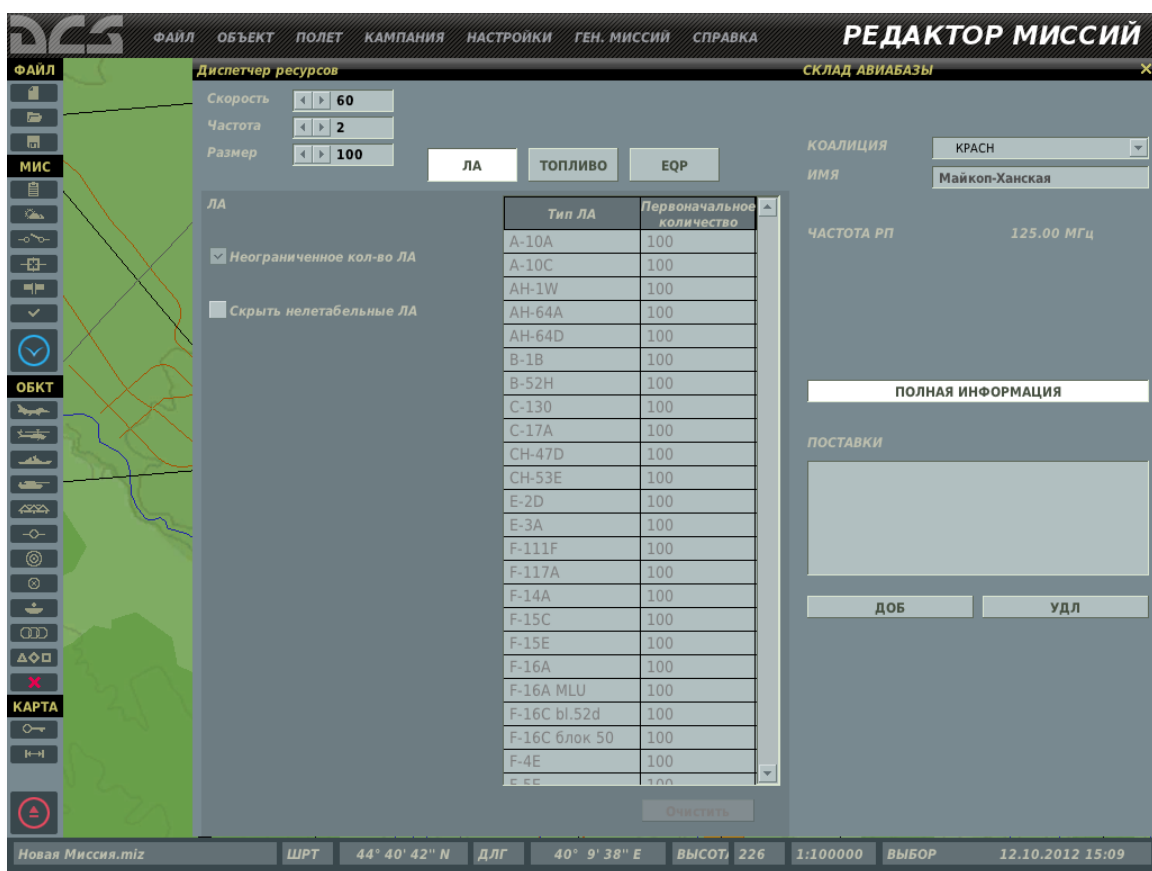 DCS ФАЙЛ ОБЪЕКТ ПОЛЕТ КАМПАНИЯ НАСТРОЙКИ ГЕН. МИССИЙ СПРАВКА РЕДАКТОР МИССИЙ
ФАЙЛ Диспетчер ресурсов СКЛАД АВИАБАЗЫ
Скорость 60
Частота 2
Размер 100
ЛА ТОПЛИВО EQP
КОАЛИЦИЯ КРАСН
ИМЯ Майкоп-Ханская
МИС
ЛА
Тип ЛА Первоначальное количество
ЧАСТОТА РП 125.00 МГц
Неограниченное кол-во ЛА
Скрыть нелетабельные ЛА
A-10A 100
A-10C 100
AH-1W 100
AH-64A 100
AH-64D 100
B-1B 100
B-52H 100
C-130 100
C-17A 100
CH-47D 100
CH-53E 100
E-2D 100
E-3A 100
F-111F 100
F-117A 100
F-14A 100
F-15C 100
F-15E 100
F-16A 100
F-16A MLU 100
F-16C bl.52d 100
F-16C блок 50 100
F-4E 100
F-5E 100
Очистить
ОБКТ
КАРТА
ПОЛНАЯ ИНФОРМАЦИЯ
ПОСТАВКИ
ДОБ УДЛ
Новая Миссия.miz ШРТ 44° 40' 42" N ДЛГ 40° 9' 38" E ВЫСОТ 226 1:100000 ВЫБОР 12.10.2012 15:09